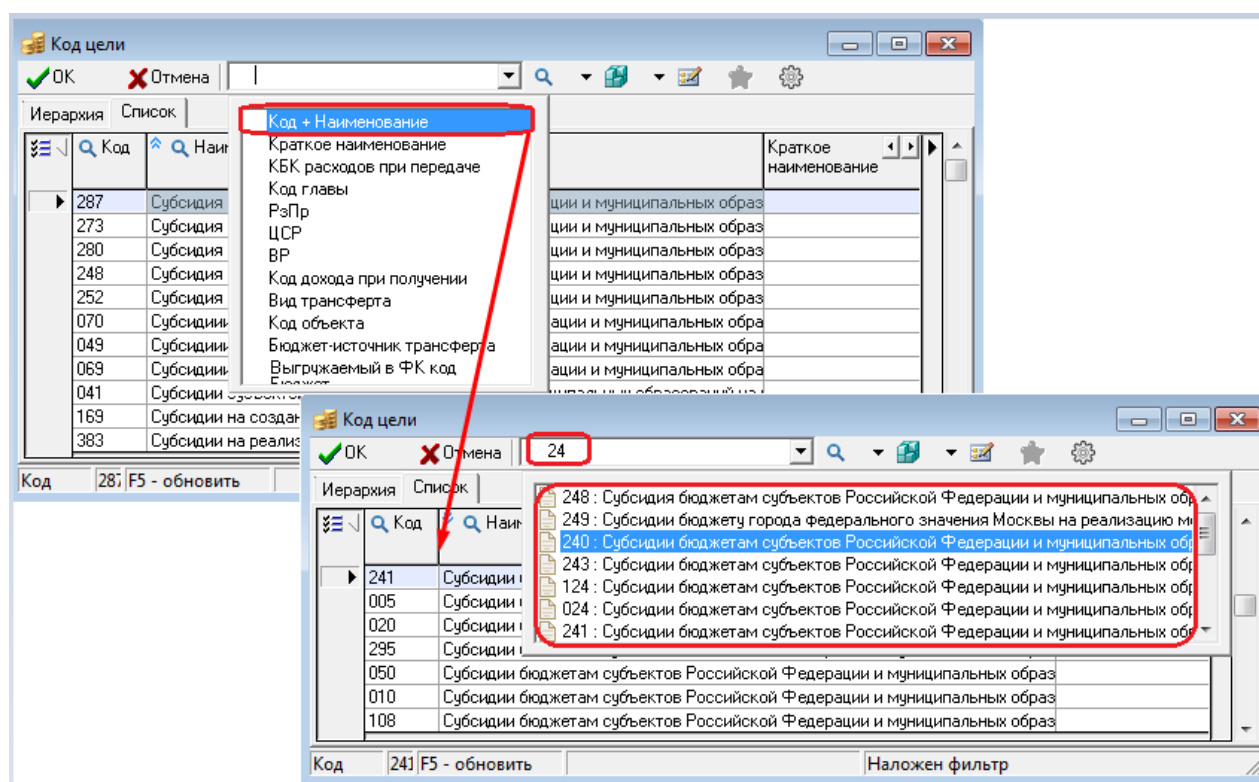 Код цели
OK Отмена
Иерархия Список
Код Наим Краткое наименование
Код + Наименование
Краткое наименование
КБК расходов при передаче
Код главы
РзПр
ЦСР
ВР
Код дохода при получении
Вид трансферта
Код объекта
Бюджет-источник трансферта
Выгружаемый в ФК код
Бюджет
287 Субсидия ции и муниципальных образ
273 Субсидия ции и муниципальных образ
280 Субсидия ции и муниципальных образ
248 Субсидия ции и муниципальных образ
252 Субсидия ции и муниципальных образ
070 Субсидиии ации и муниципальных обра
049 Субсидиии ации и муниципальных обра
069 Субсидиии ации и муниципальных обра
041 Субсидии
169 Субсидии на создан
383 Субсидии на реализ
Код 287 F5 - обновить
Код цели
OK Отмена 24
Иерархия Список
Код Наим
248 : Субсидия бюджетам субъектов Российской Федерации и муниципальных обр
249 : Субсидии бюджету города федерального значения Москвы на реализацию м
240 : Субсидии бюджетам субъектов Российской Федерации и муниципальных обр
243 : Субсидии бюджетам субъектов Российской Федерации и муниципальных обр
124 : Субсидии бюджетам субъектов Российской Федерации и муниципальных обр
024 : Субсидии бюджетам субъектов Российской Федерации и муниципальных обр
241 : Субсидии бюджетам субъектов Российской Федерации и муниципальных обр
241 Субсидии
005 Субсидии
020 Субсидии
295 Субсидии
050 Субсидии бюджетам субъектов Российской Федерации и муниципальных образ
010 Субсидии бюджетам субъектов Российской Федерации и муниципальных образ
108 Субсидии бюджетам субъектов Российской Федерации и муниципальных образ
Код 241 F5 - обновить Наложен фильтр